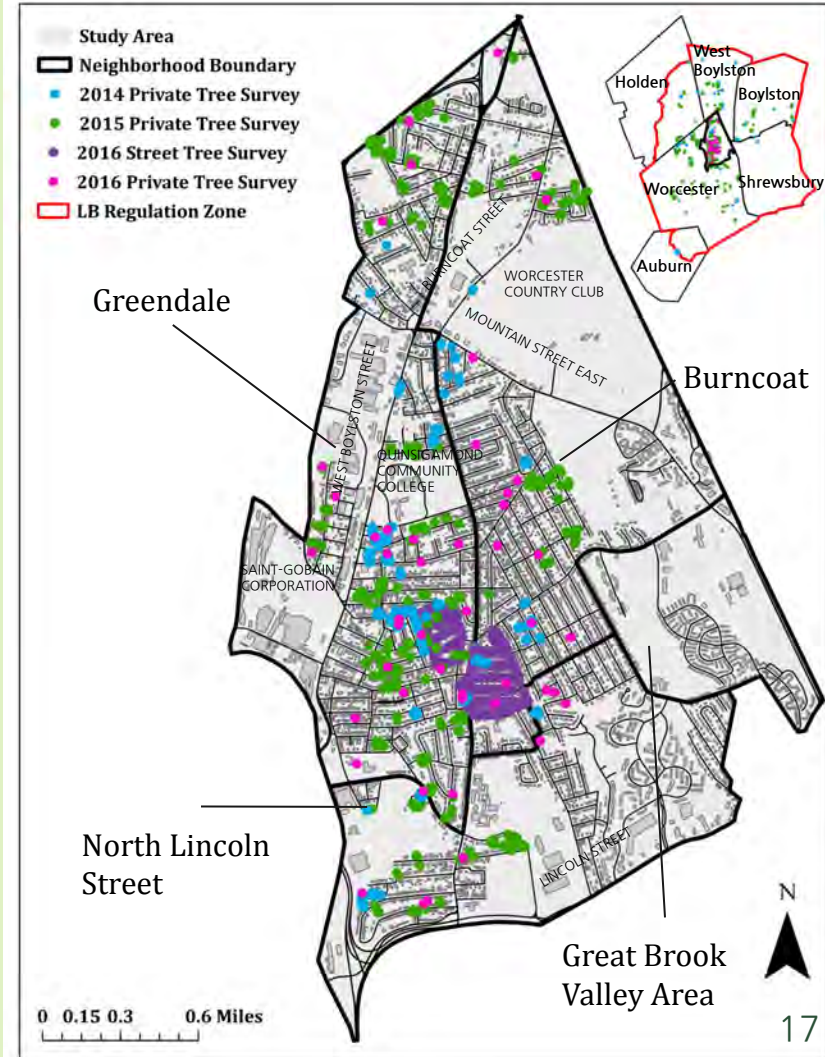 Study Area
Neighborhood Boundary
2014 Private Tree Survey
2015 Private Tree Survey
2016 Street Tree Survey
2016 Private Tree Survey
LB Regulation Zone
Holden
West
Boylston
Boylston
Worcester
Shrewsbury
Auburn
BURNCOAT STREET
WORCESTER
COUNTRY CLUB
MOUNTAIN STREET EAST
Greendale
WEST BOYLSTON STREET
Burncoat
QUINSIGAMOND
COMMUNITY
COLLEGE
SAINT-GOBAIN
CORPORATION
North Lincoln
Street
LINCOLN STREET
Great Brook
Valley Area
N
0 0.15 0.3 0.6 Miles
17